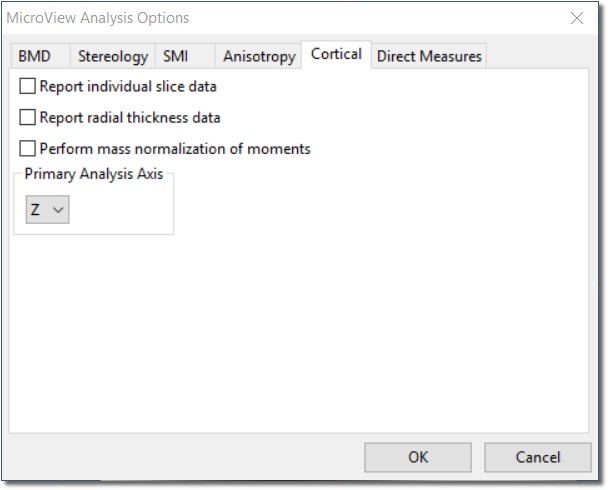 MicroView Analysis Options
BMD Stereology SMI Anisotropy Cortical Direct Measures
Report individual slice data
Report radial thickness data
Perform mass normalization of moments
Primary Analysis Axis
Z
OK Cancel